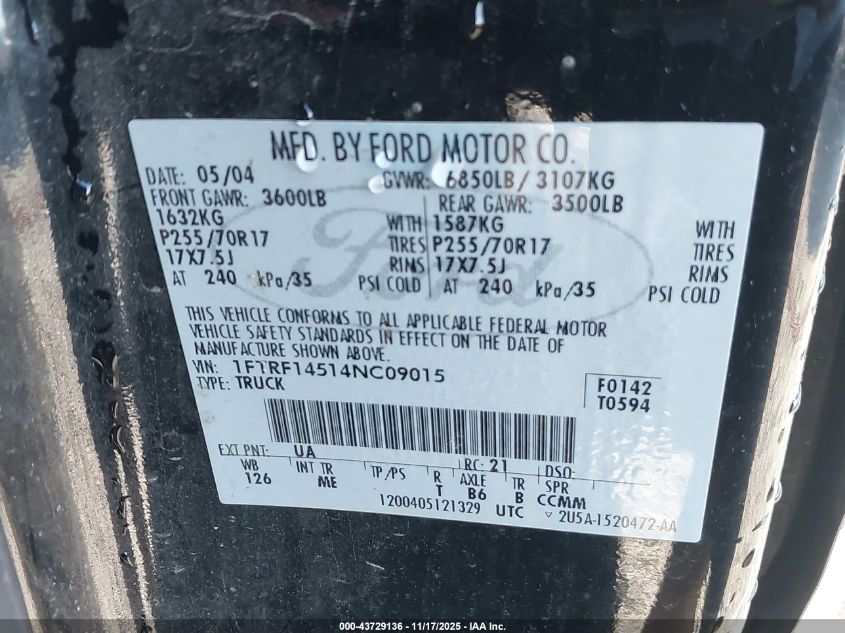 MFD. BY FORD MOTOR CO.
DATE: 05/04 GVWR: 6850LB/ 3107KG
FRONT GAWR: 3600LB REAR GAWR: 3500LB
1632KG WITH 1587KG WITH
P255/70R17 TIRES P255/70R17 TIRES
17X7.5J RIMS 17X7.5J RIMS
AT 240 kPa/35 PSI COLD AT 240 kPa/35 PSI COLD
Ford
THIS VEHICLE CONFORMS TO ALL APPLICABLE FEDERAL MOTOR
VEHICLE SAFETY STANDARDS IN EFFECT ON THE DATE OF
MANUFACTURE SHOWN ABOVE.
VIN: 1FTRF14514NC09015
TYPE: TRUCK
F0142
T0594
EXT PNT: UA RC: 21 DSO:
WB INT TR TP/PS R AXLE TR SPR
126 ME T B6 B CCMM
1200405121329 UTC ▽ 2U5A-1520472-AA
000-43729136 - 11/17/2025 - IAA Inc.